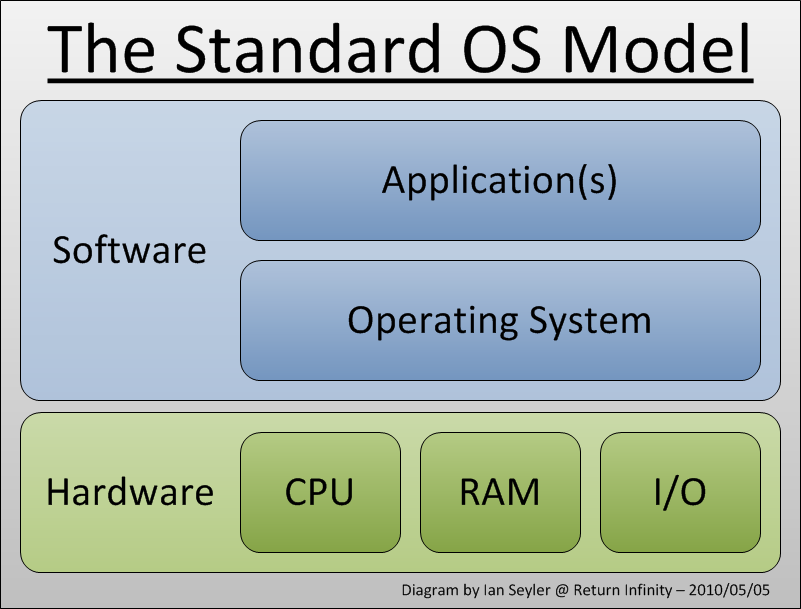 The Standard OS Model
Application(s)
Software
Operating System
Hardware
CPU
RAM
I/O
Diagram by Ian Seyler @ Return Infinity – 2010/05/05